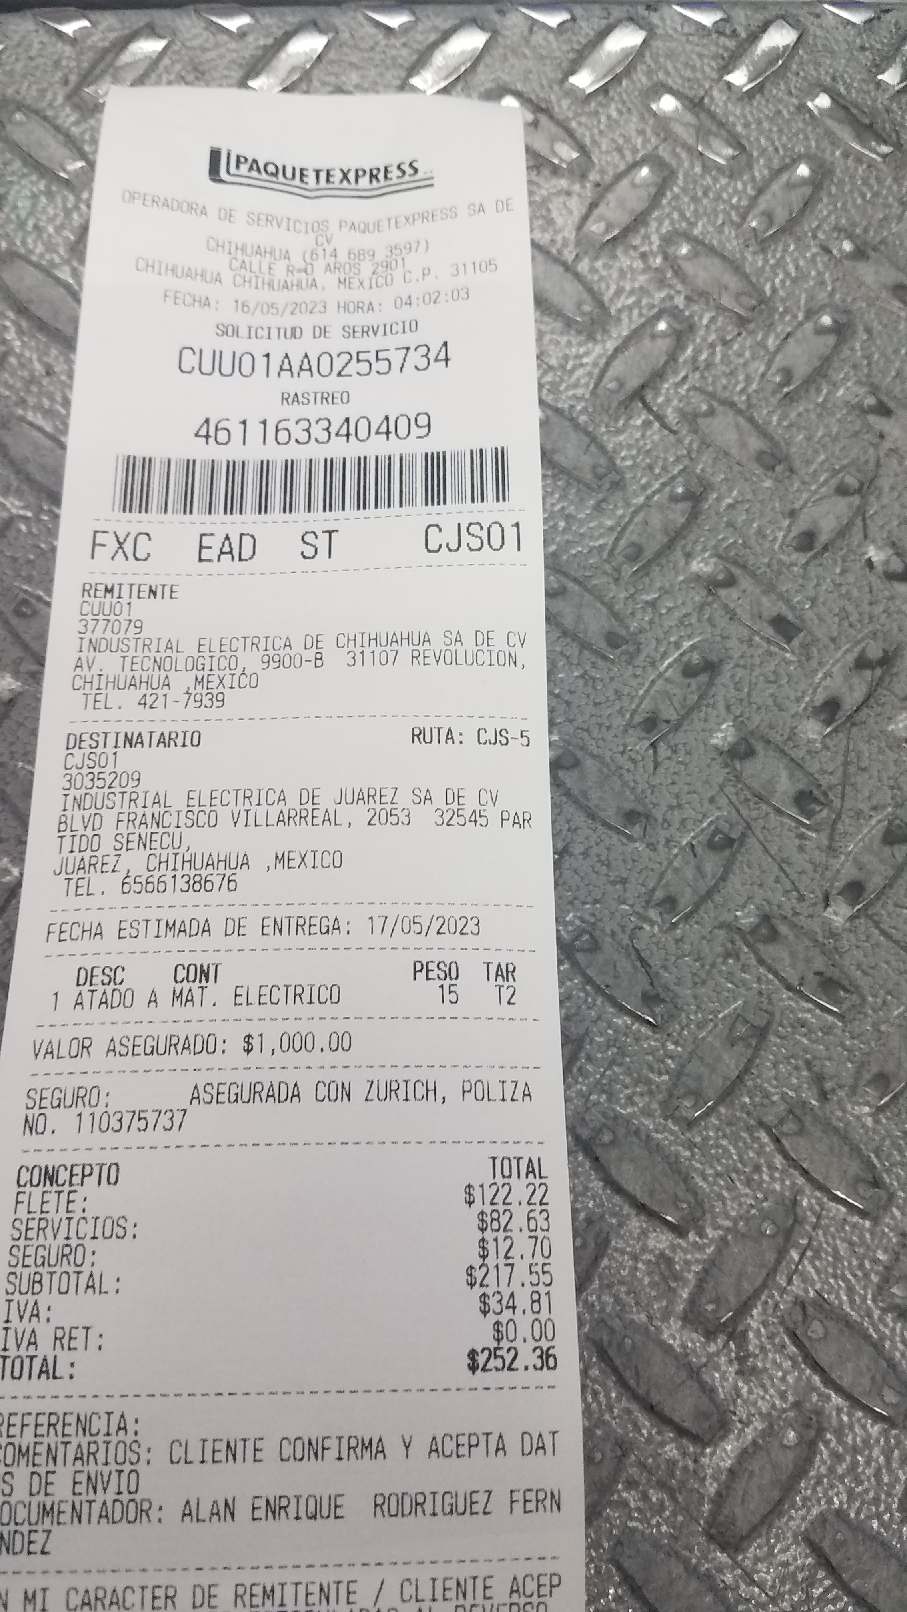 PAQUETEXPRESS
OPERADORA DE SERVICIOS PAQUETEXPRESS SA DE
CV
CHIHUAHUA (614 689 3597)
CALLE R=O AROS 2901
CHIHUAHUA CHIHUAHUA, MEXICO C.P. 31105
FECHA: 16/05/2023 HORA: 04:02:03
SOLICITUD DE SERVICIO
CUU01AA0255734
RASTREO
461163340409
FXC EAD ST CJS01
REMITENTE
CUU01
377079
INDUSTRIAL ELECTRICA DE CHIHUAHUA SA DE CV
AV. TECNOLOGICO, 9900-B 31107 REVOLUCION,
CHIHUAHUA ,MEXICO
TEL. 421-7939
DESTINATARIO RUTA: CJS-5
CJS01
3035209
INDUSTRIAL ELECTRICA DE JUAREZ SA DE CV
BLVD FRANCISCO VILLARREAL, 2053 32545 PAR
TIDO SENECU,
JUAREZ, CHIHUAHUA ,MEXICO
TEL. 6566138676
FECHA ESTIMADA DE ENTREGA: 17/05/2023
DESC CONT PESO TAR
1 ATADO A MAT. ELECTRICO 15 T2
VALOR ASEGURADO: $1,000.00
SEGURO: ASEGURADA CON ZURICH, POLIZA
NO. 110375737
CONCEPTO TOTAL
FLETE: $122.22
SERVICIOS: $82.63
SEGURO: $12.70
SUBTOTAL: $217.55
IVA: $34.81
IVA RET: $0.00
TOTAL: $252.36
REFERENCIA:
COMENTARIOS: CLIENTE CONFIRMA Y ACEPTA DAT
S DE ENVIO
OCUMENTADOR: ALAN ENRIQUE RODRIGUEZ FERN
NDEZ
N MI CARACTER DE REMITENTE / CLIENTE ACEP
AL REVERSO